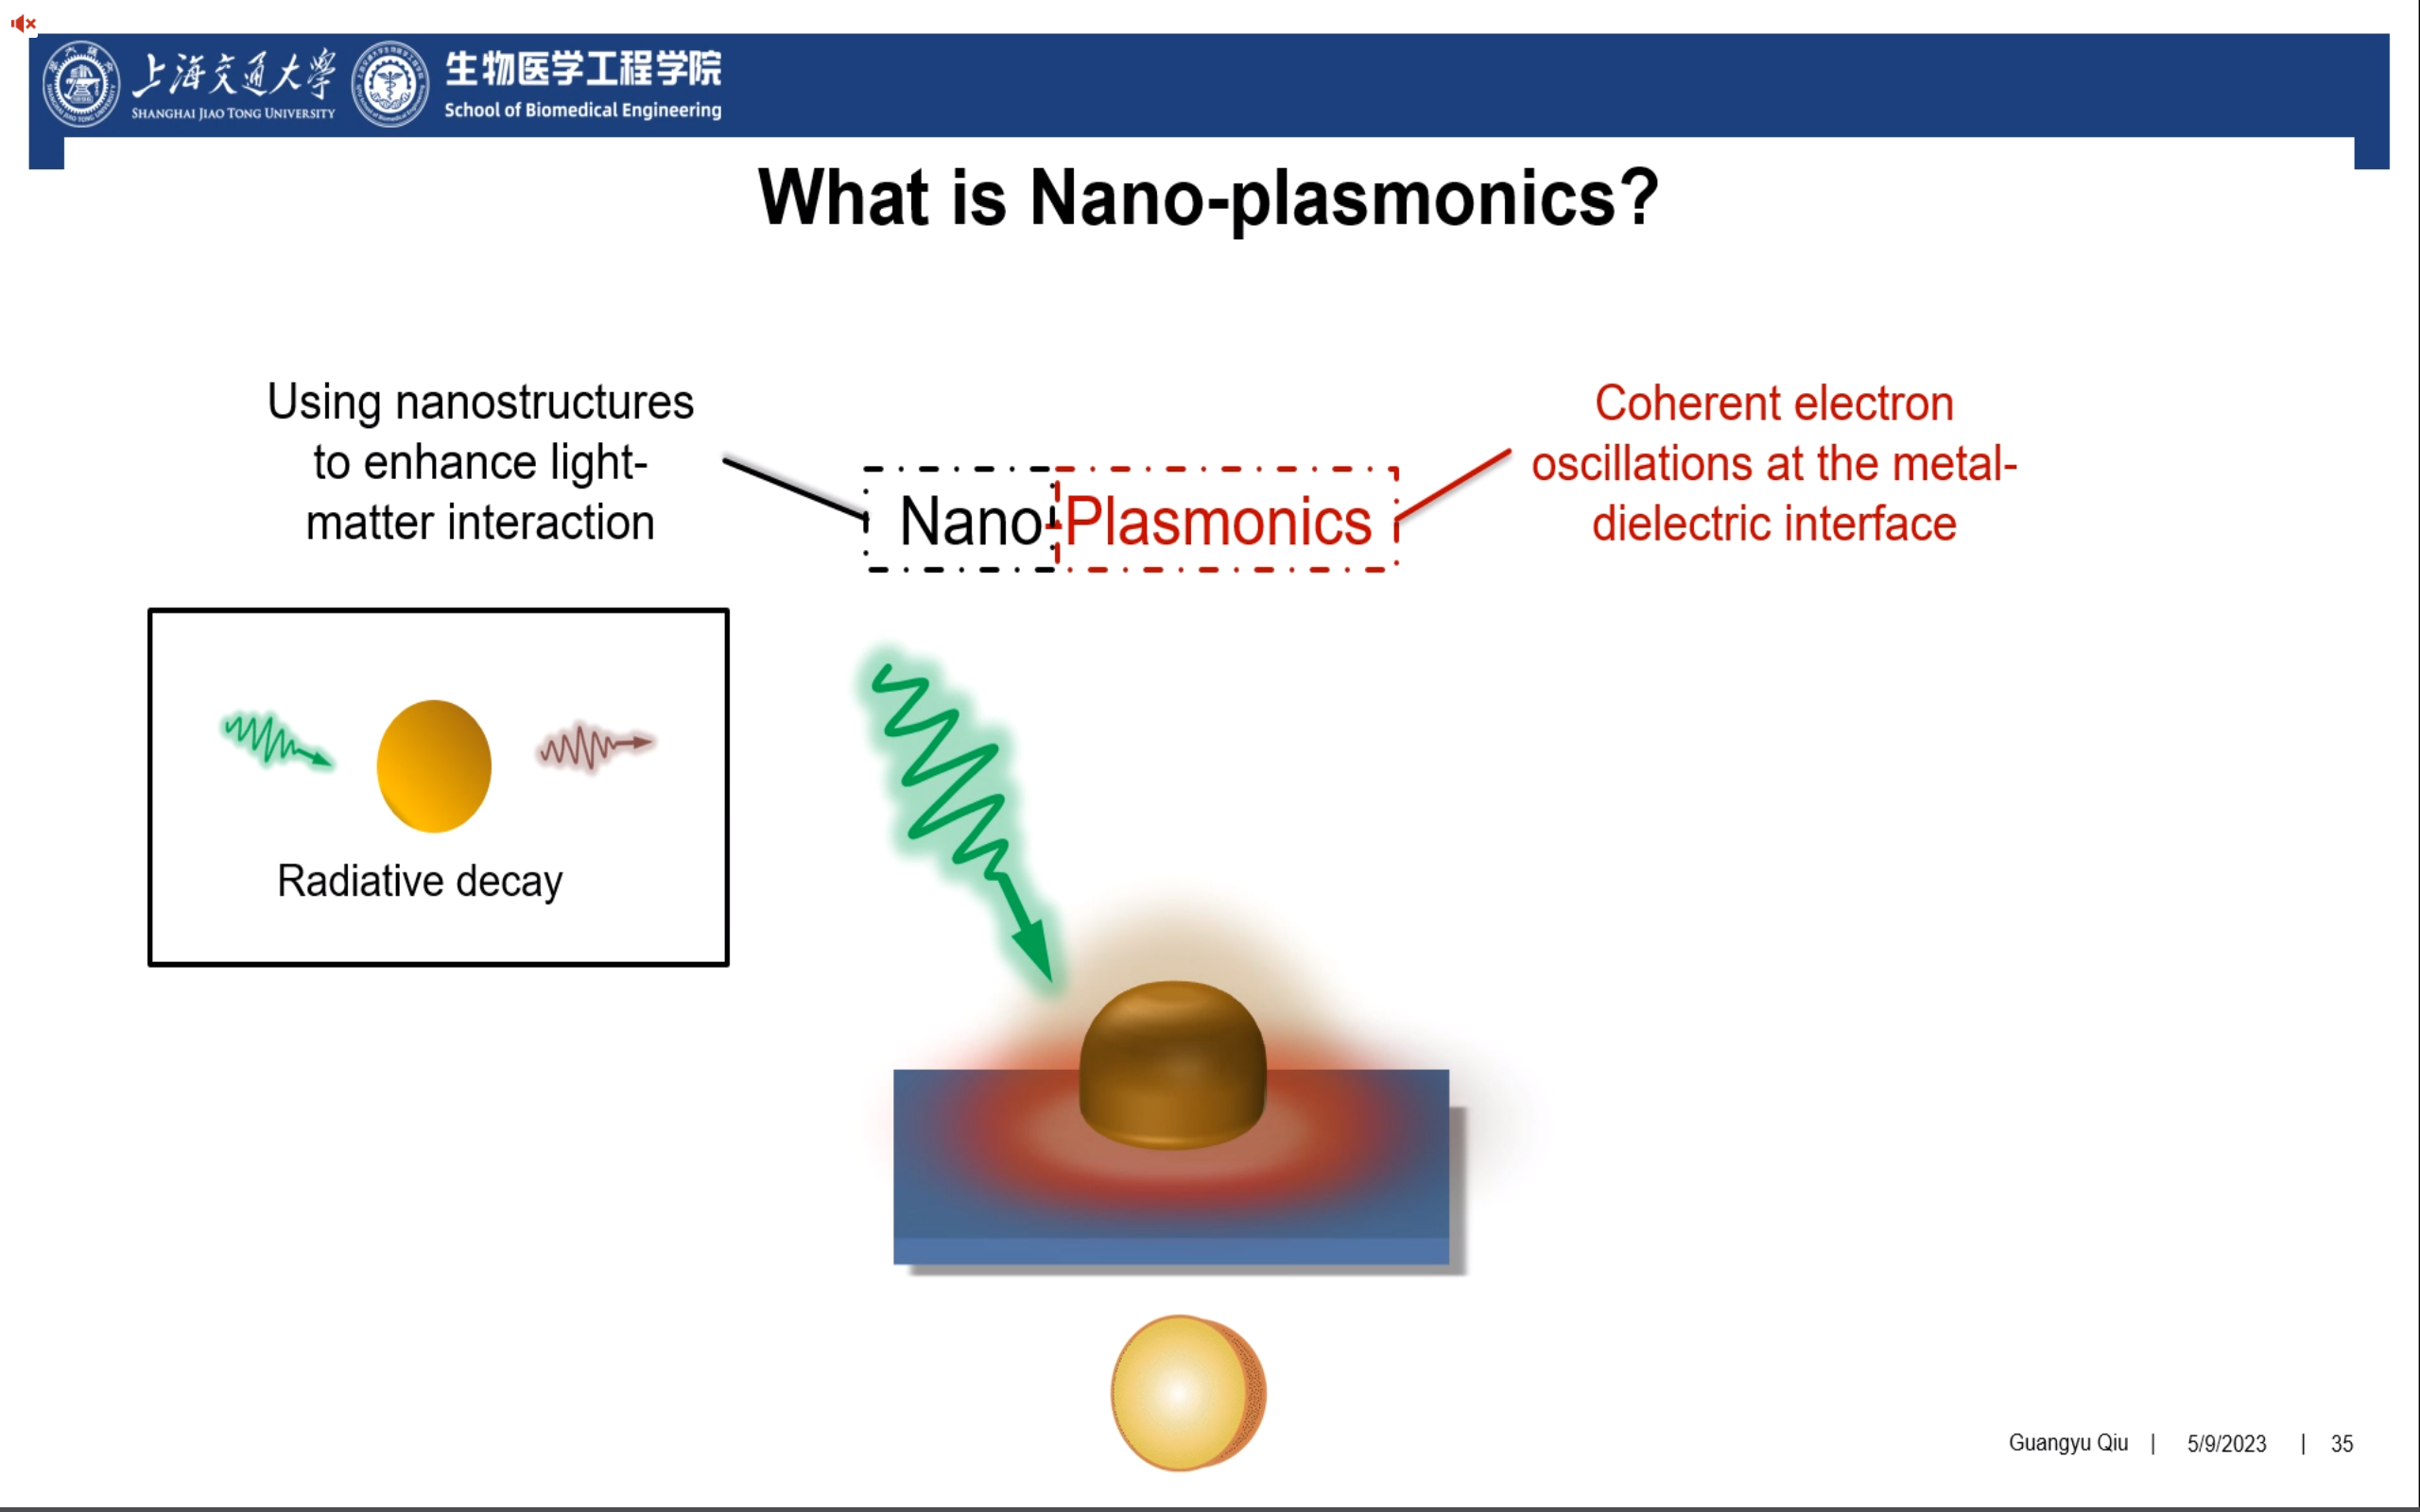 上海交通大学
SHANGHAI JIAO TONG UNIVERSITY
生物医学工程学院
School of Biomedical Engineering
What is Nano-plasmonics?
Using nanostructures
to enhance light-
matter interaction
Nano-Plasmonics
Coherent electron
oscillations at the metal-
dielectric interface
Radiative decay
Guangyu Qiu | 5/9/2023 | 35